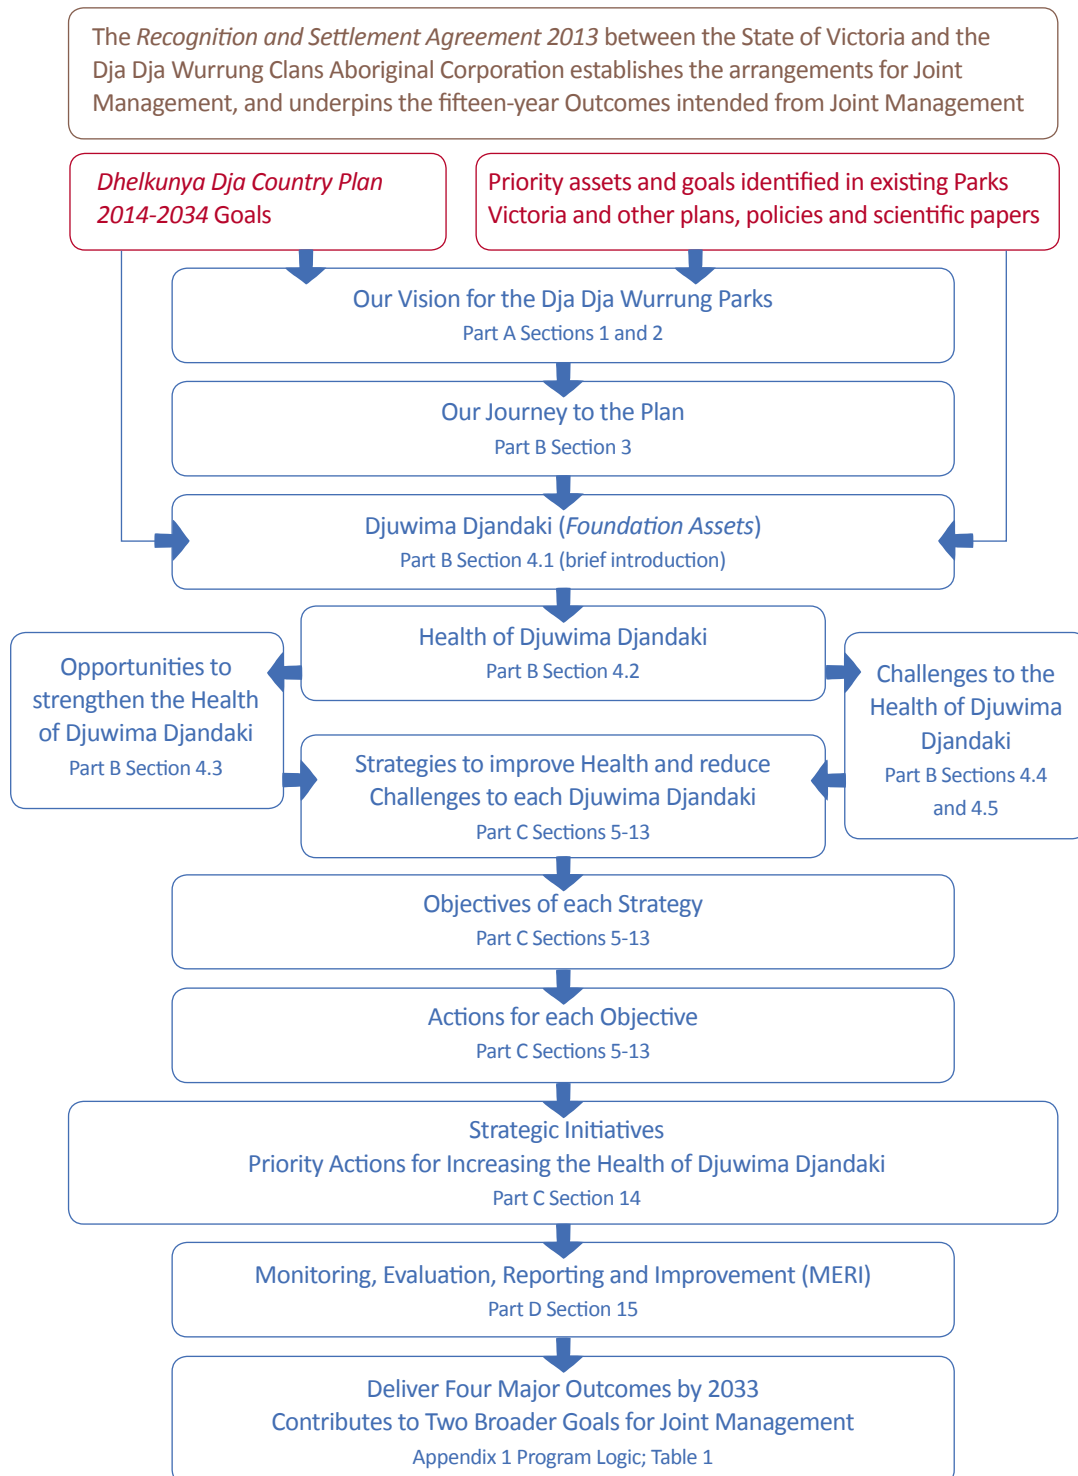 The Recognition and Settlement Agreement 2013 between the State of Victoria and the
Dja Dja Wurrung Clans Aboriginal Corporation establishes the arrangements for Joint
Management, and underpins the fifteen-year Outcomes intended from Joint Management
Dhelkunya Dja Country Plan
2014-2034 Goals
Priority assets and goals identified in existing Parks
Victoria and other plans, policies and scientific papers
Our Vision for the Dja Dja Wurrung Parks
Part A Sections 1 and 2
Our Journey to the Plan
Part B Section 3
Djuwima Djandaki (Foundation Assets)
Part B Section 4.1 (brief introduction)
Health of Djuwima Djandaki
Part B Section 4.2
Opportunities to
strengthen the Health
of Djuwima Djandaki
Part B Section 4.3
Challenges to the
Health of Djuwima
Djandaki
Part B Sections 4.4
and 4.5
Strategies to improve Health and reduce
Challenges to each Djuwima Djandaki
Part C Sections 5-13
Objectives of each Strategy
Part C Sections 5-13
Actions for each Objective
Part C Sections 5-13
Strategic Initiatives
Priority Actions for Increasing the Health of Djuwima Djandaki
Part C Section 14
Monitoring, Evaluation, Reporting and Improvement (MERI)
Part D Section 15
Deliver Four Major Outcomes by 2033
Contributes to Two Broader Goals for Joint Management
Appendix 1 Program Logic; Table 1